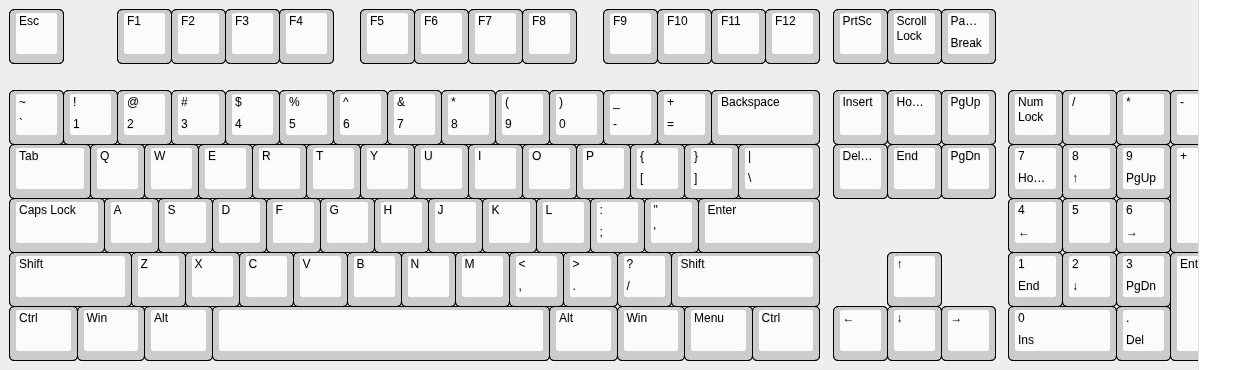 Esc F1 F2 F3 F4 F5 F6 F7 F8 F9 F10 F11 F12 PrtSc Scroll Lock Pa… Break
~ ! @ # $ % ^ & * ( ) _ + Backspace Insert Ho… PgUp Num Lock / * -
` 1 2 3 4 5 6 7 8 9 0 - =
Tab Q W E R T Y U I O P { } | Del… End PgDn 7 8 9 +
[ ] \ Ho… ↑ PgUp
Caps Lock A S D F G H J K L : " Enter 4 5 6
; ' ← →
Shift Z X C V B N M < > ? Shift ↑ 1 2 3 Ent
, . / End ↓ PgDn
Ctrl Win Alt Alt Win Menu Ctrl ← ↓ → 0 .
Ins Del